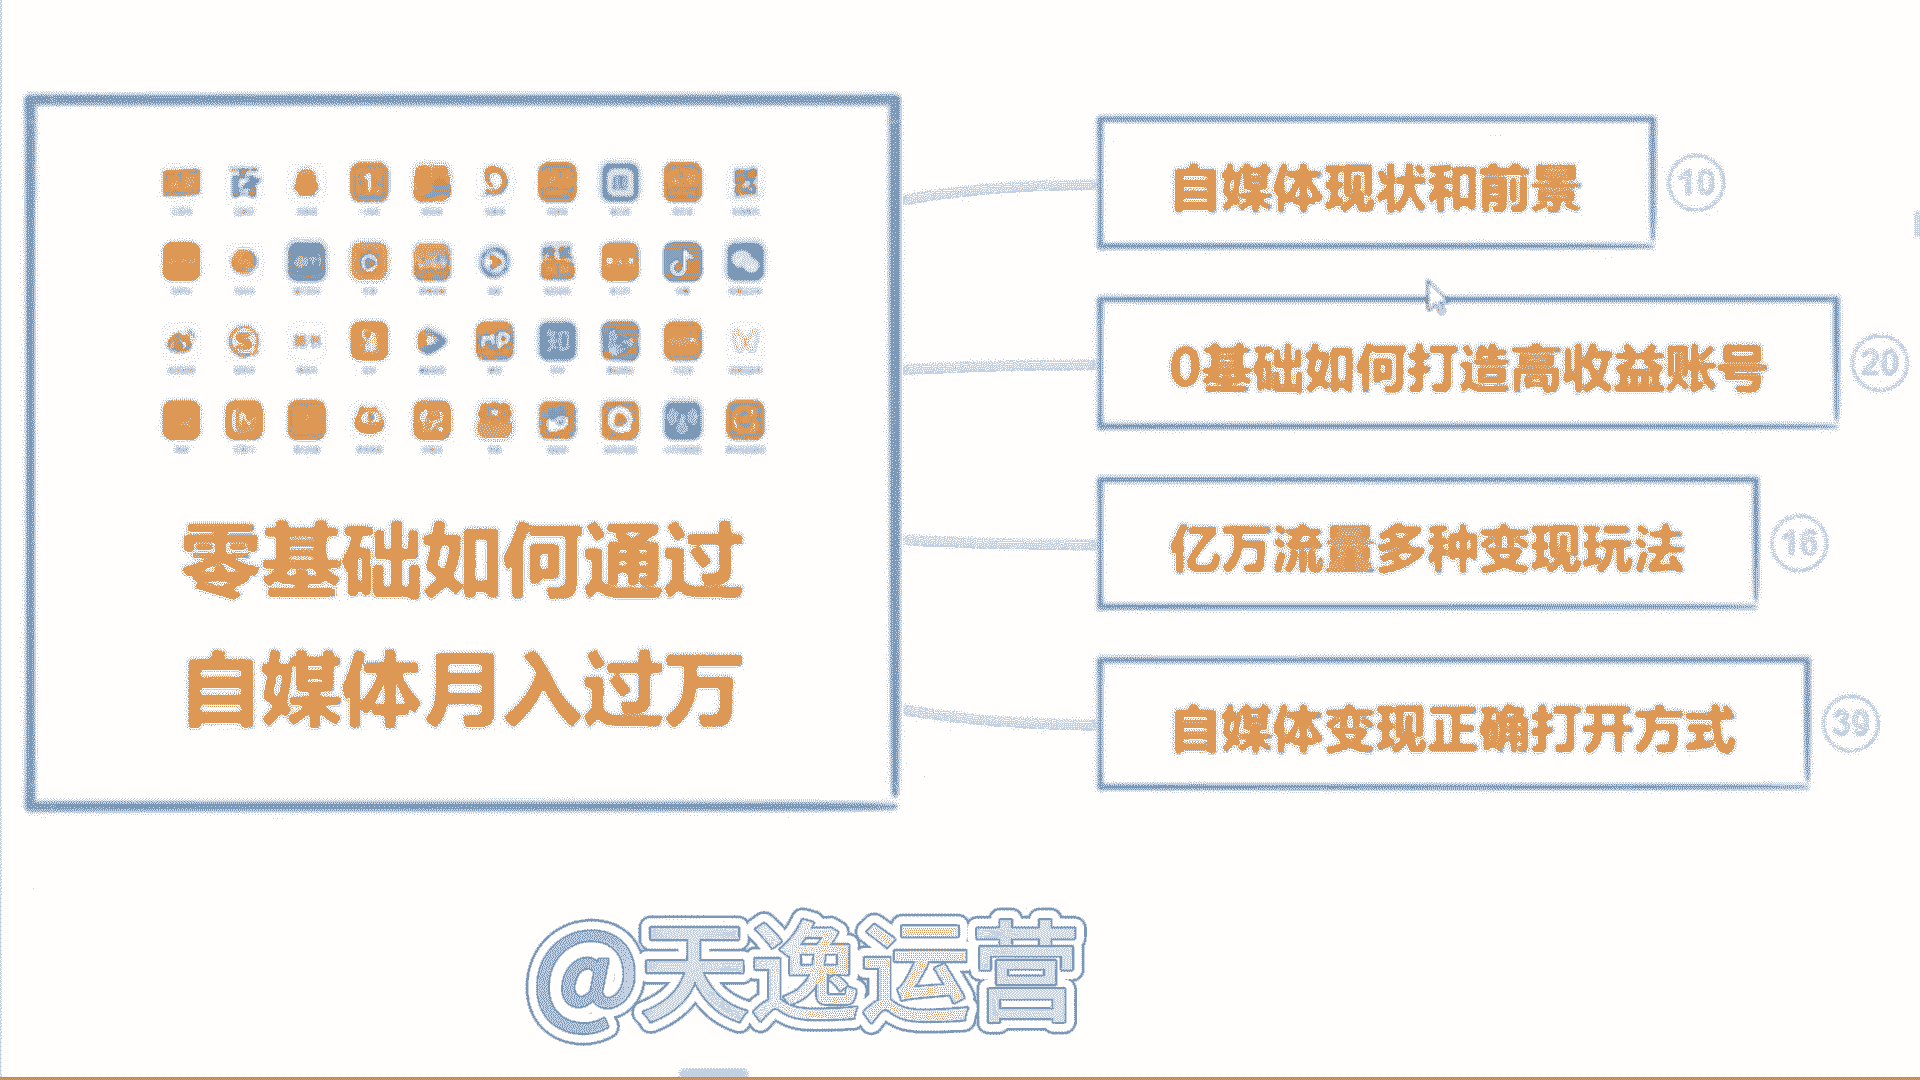 零基础如何通过
自媒体月入过万
自媒体现状和前景
10
0基础如何打造高收益账号
20
亿万流量多种变现玩法
16
自媒体变现正确打开方式
39
@天逸运营